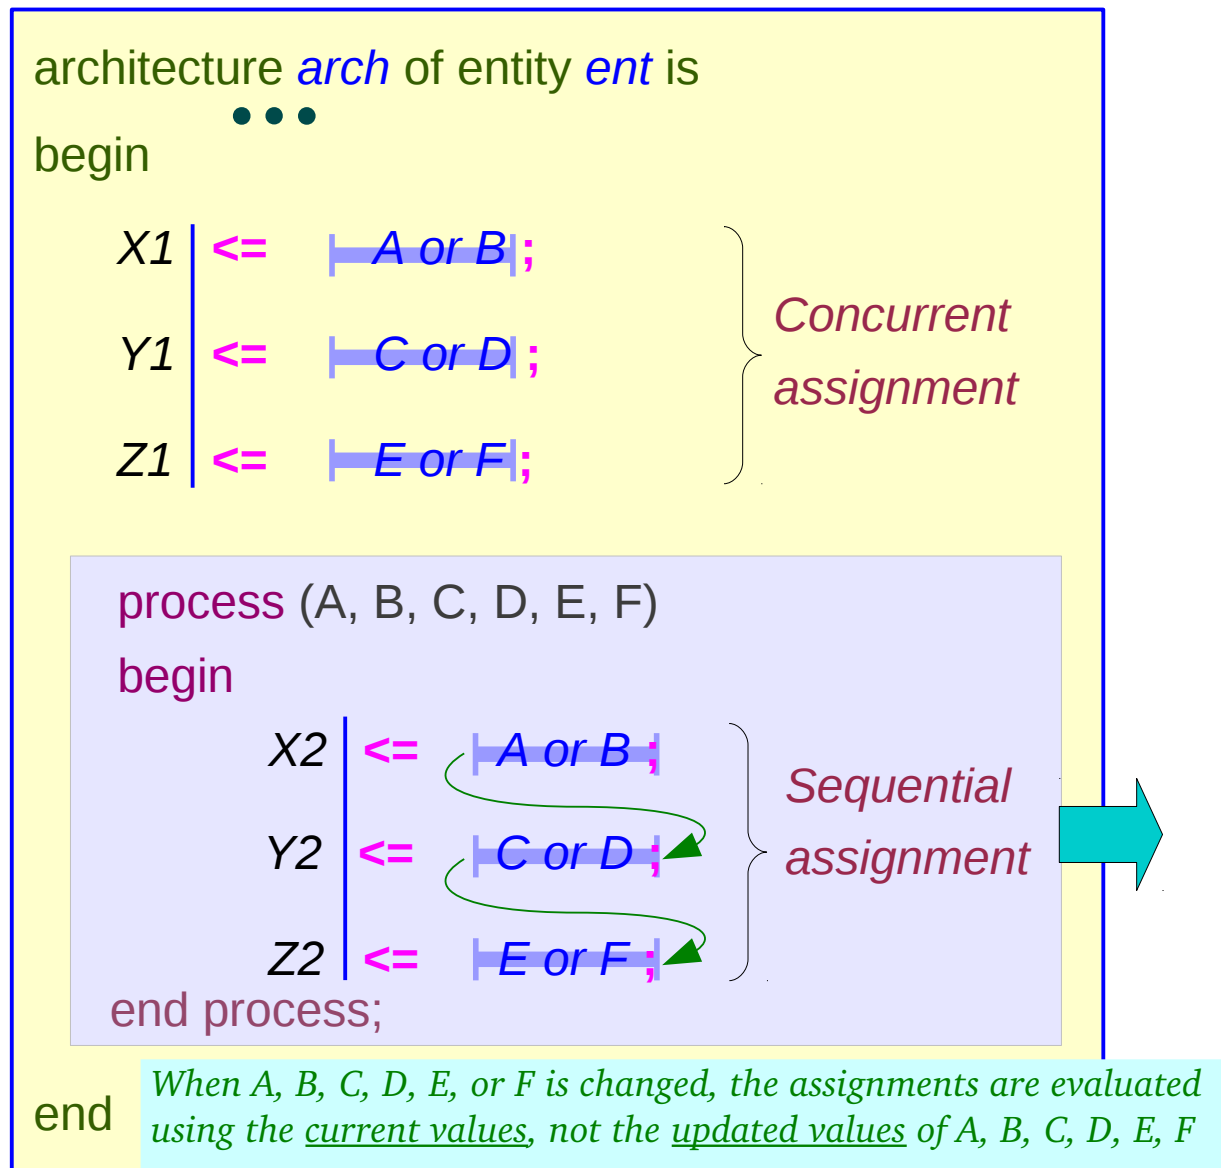 architecture arch of entity ent is
● ● ●
begin
X1 <= A or B ;
Y1 <= C or D ;
Z1 <= E or F ;
Concurrent
assignment
process (A, B, C, D, E, F)
begin
X2 <= A or B ;
Y2 <= C or D ;
Z2 <= E or F ;
Sequential
assignment
end process;
end
When A, B, C, D, E, or F is changed, the assignments are evaluated
using the current values, not the updated values of A, B, C, D, E, F